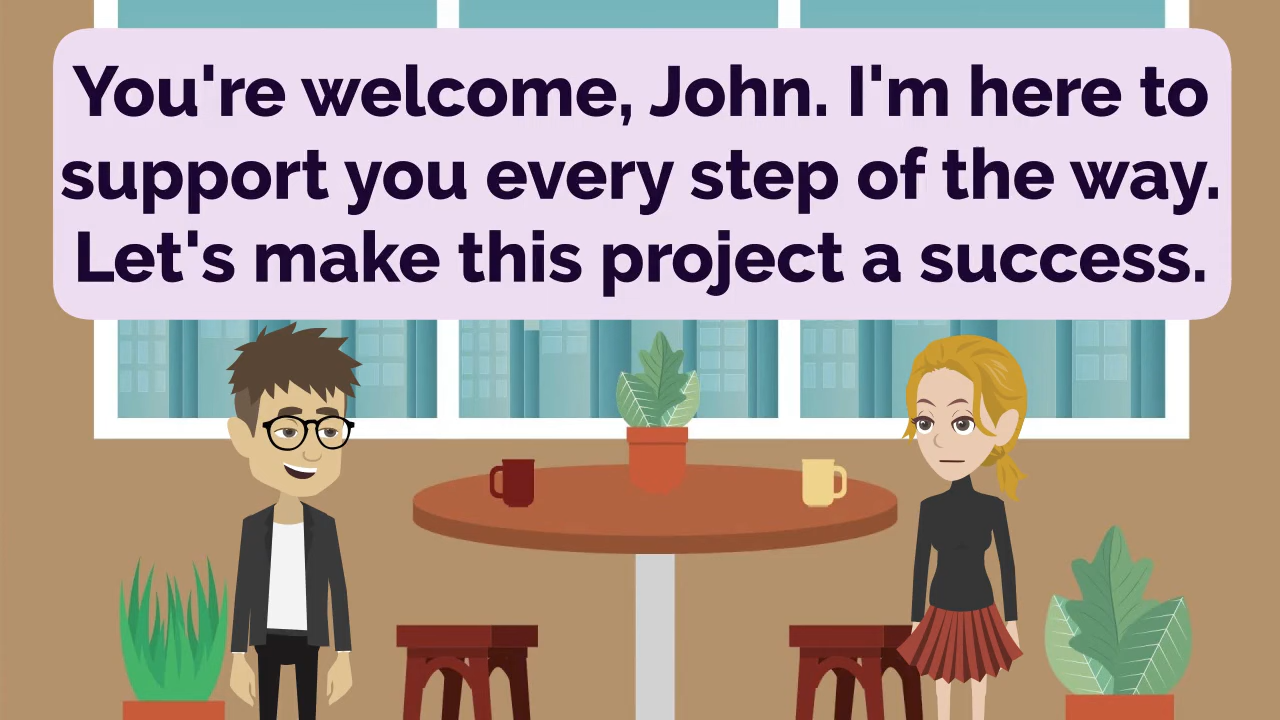 You're welcome, John. I'm here to
support you every step of the way.
Let's make this project a success.